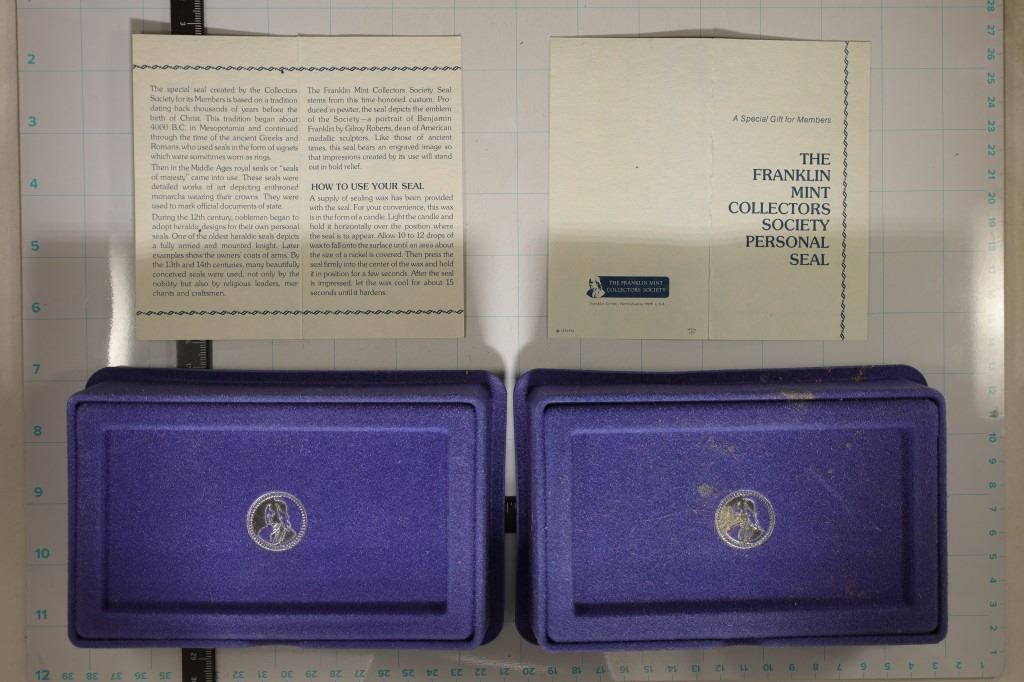 The special seal created by the Collectors
Society for its Members is based on a tradition
dating back thousands of years before the
birth of Christ. This tradition began about
4000 B.C. in Mesopotamia and continued
through the time of the ancient Greeks and
Romans, who used seals in the form of signets
which were sometimes worn as rings.
Then in the Middle Ages royal seals or "seals
of majesty" came into use. These seals were
detailed works of art depicting enthroned
monarchs wearing their crowns. They were
used to mark official documents of state.
During the 12th century, noblemen began to
adopt heraldic designs for their own personal
seals. One of the oldest heraldic seals depicts
a fully armed and mounted knight. Later
examples show the owners' coats of arms. By
the 13th and 14th centuries, many beautifully
conceived seals were used, not only by the
nobility but also by religious leaders, mer-
chants and craftsmen.
The Franklin Mint Collectors Society Seal
stems from this time-honored custom. Pro-
duced in pewter, the seal depicts the emblem
of the Society—a portrait of Benjamin
Franklin by Gilroy Roberts, dean of American
medallic sculptors. Like those of ancient
times, this seal bears an engraved image so
that impressions created by its use will stand
out in bold relief.
HOW TO USE YOUR SEAL
A supply of sealing wax has been provided
with the seal. For your convenience, this wax
is in the form of a candle. Light the candle and
hold it horizontally over the position where
the seal is to appear. Allow 10 to 12 drops of
wax to fall onto the surface until an area about
the size of a nickel is covered. Then press the
seal firmly into the center of the wax and hold
it in position for a few seconds. After the seal
is impressed, let the wax cool for about 15
seconds until it hardens.
A Special Gift for Members
THE
FRANKLIN
MINT
COLLECTORS
SOCIETY
PERSONAL
SEAL
THE FRANKLIN MINT
COLLECTORS SOCIETY
2
3
4
5
6
7
8
9
10
11
12